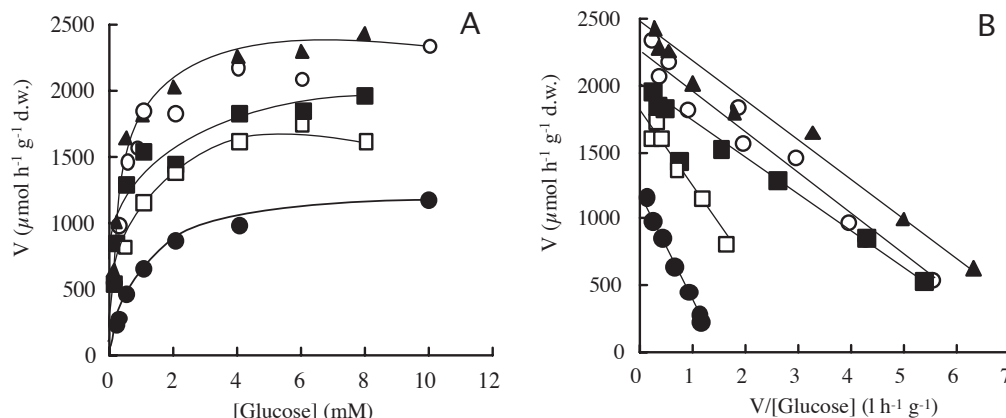 A
2500
2000
1500
1000
500
0
V (µmol h⁻¹ g⁻¹ d.w.)
0 2 4 6 8 10 12
[Glucose] (mM)
B
2500
2000
1500
1000
500
0
V (µmol h⁻¹ g⁻¹ d.w.)
0 1 2 3 4 5 6 7
V/[Glucose] (l h⁻¹ g⁻¹)